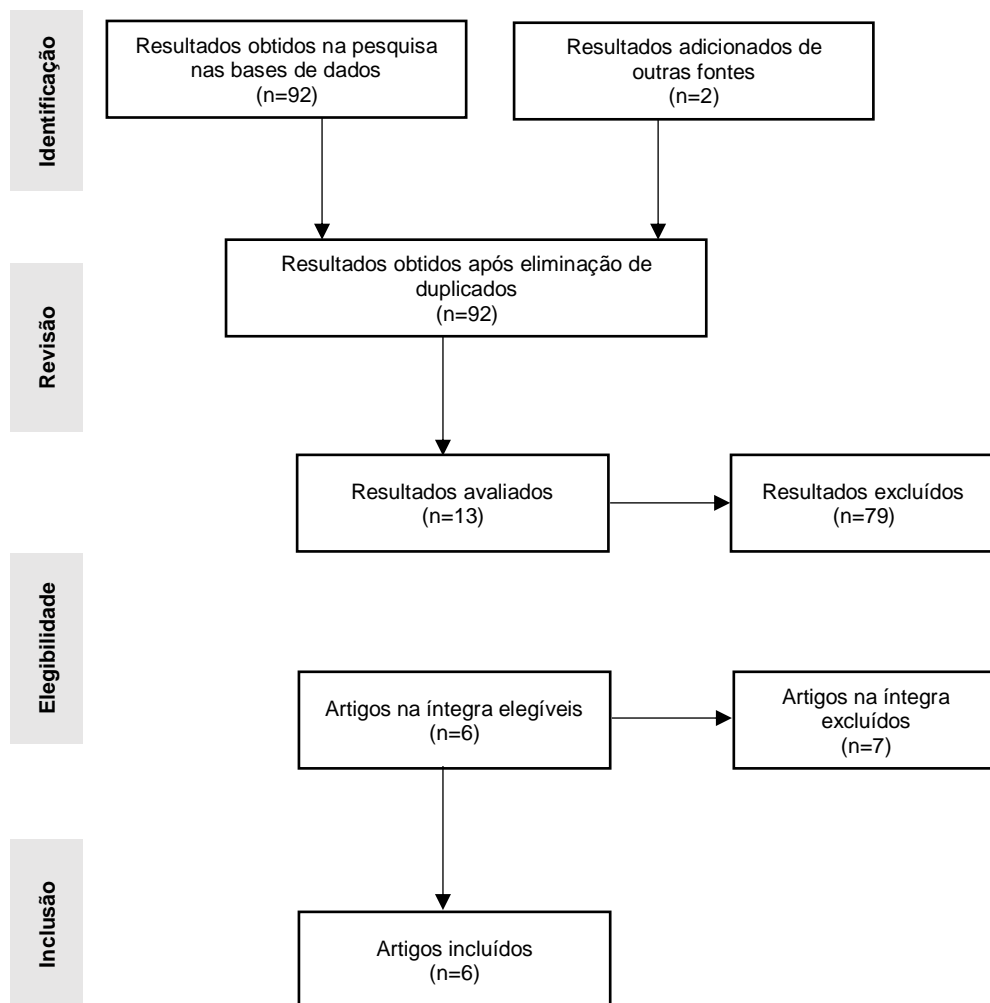 Identificação
Resultados obtidos na pesquisa
nas bases de dados
(n=92)
Resultados adicionados de
outras fontes
(n=2)
Revisão
Resultados obtidos após eliminação de
duplicados
(n=92)
Resultados avaliados
(n=13)
Resultados excluídos
(n=79)
Elegibilidade
Artigos na íntegra elegíveis
(n=6)
Artigos na íntegra
excluídos
(n=7)
Inclusão
Artigos incluídos
(n=6)